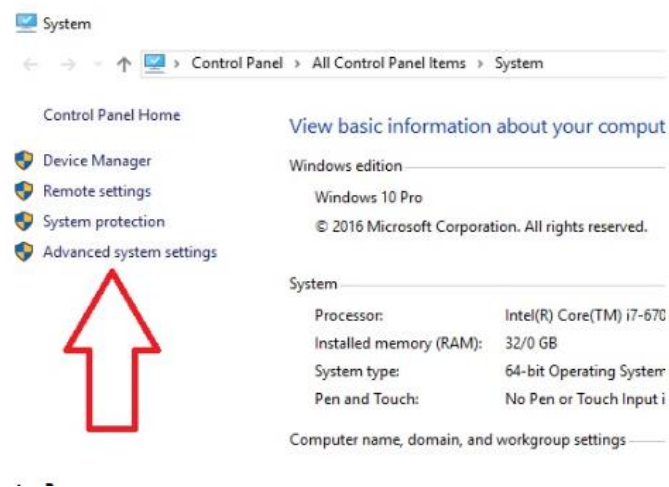 System
Control Panel > All Control Panel Items > System
Control Panel Home
Device Manager
Remote settings
System protection
Advanced system settings
View basic information about your comput
Windows edition
Windows 10 Pro
© 2016 Microsoft Corporation. All rights reserved.
System
Processor: Intel(R) Core(TM) i7-670
Installed memory (RAM): 32/0 GB
System type: 64-bit Operating System
Pen and Touch: No Pen or Touch Input i
Computer name, domain, and workgroup settings